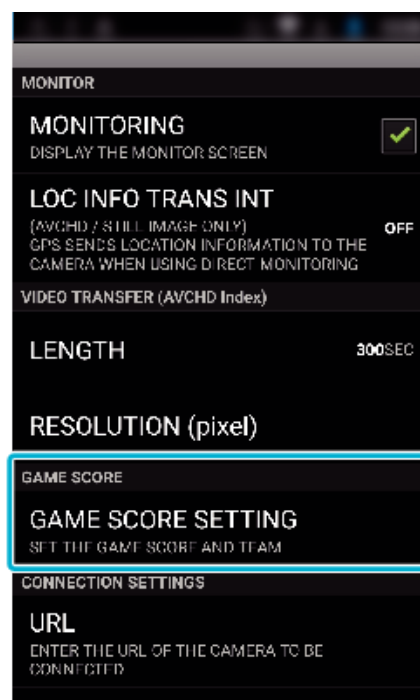 MONITOR
MONITORING
DISPLAY THE MONITOR SCREEN
LOC INFO TRANS INT
(AVCHD / STILL IMAGE ONLY)
OFF
GPS SENDS LOCATION INFORMATION TO THE
CAMERA WHEN USING DIRECT MONITORING
VIDEO TRANSFER (AVCHD Index)
LENGTH
300SEC
RESOLUTION (pixel)
GAME SCORE
GAME SCORE SETTING
SET THE GAME SCORE AND TEAM
CONNECTION SETTINGS
URL
ENTER THE URL OF THE CAMERA TO BE
CONNECTED